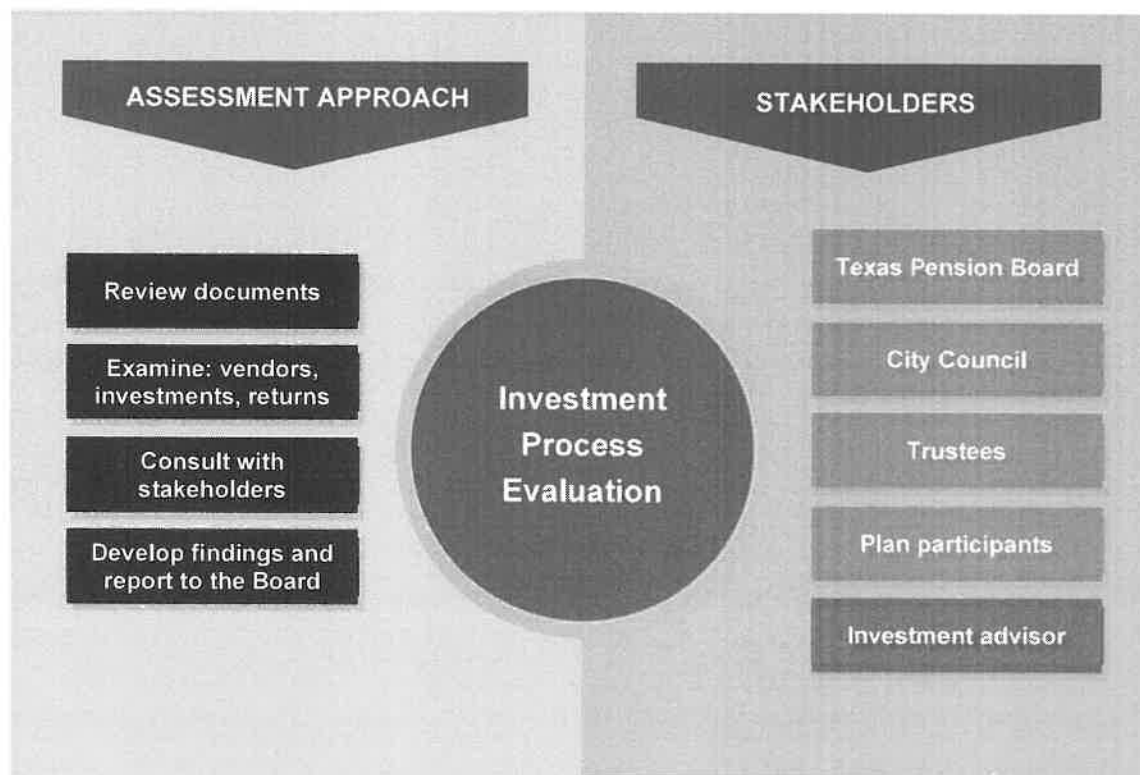 ASSESSMENT APPROACH
Review documents
Examine: vendors,
investments, returns
Consult with
stakeholders
Develop findings and
report to the Board
Investment
Process
Evaluation
STAKEHOLDERS
Texas Pension Board
City Council
Trustees
Plan participants
Investment advisor